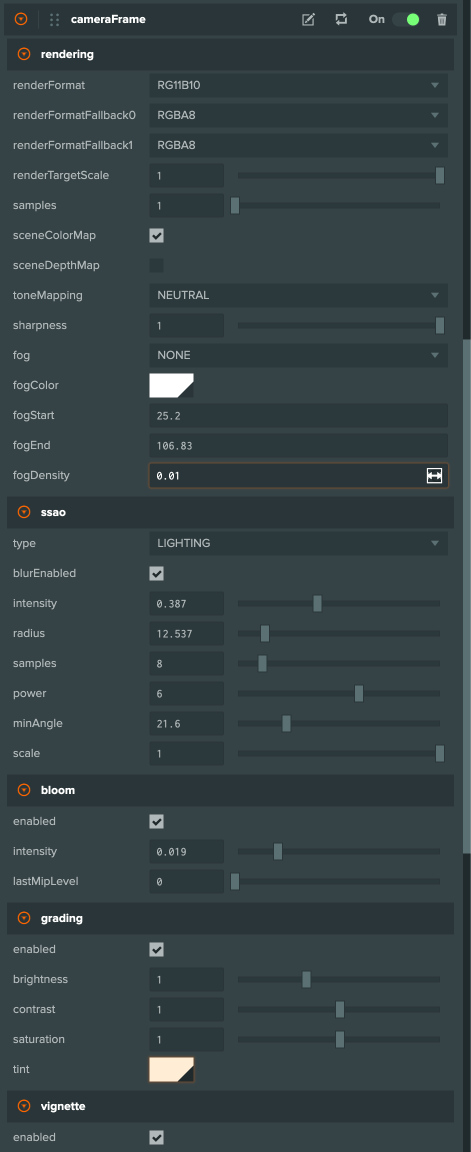 cameraFrame On
rendering
renderFormat RG11B10
renderFormatFallback0 RGBA8
renderFormatFallback1 RGBA8
renderTargetScale 1
samples 1
sceneColorMap
sceneDepthMap
toneMapping NEUTRAL
sharpness 1
fog NONE
fogColor
fogStart 25.2
fogEnd 106.83
fogDensity 0.01
ssao
type LIGHTING
blurEnabled
intensity 0.387
radius 12.537
samples 8
power 6
minAngle 21.6
scale 1
bloom
enabled
intensity 0.019
lastMipLevel 0
grading
enabled
brightness 1
contrast 1
saturation 1
tint
vignette
enabled